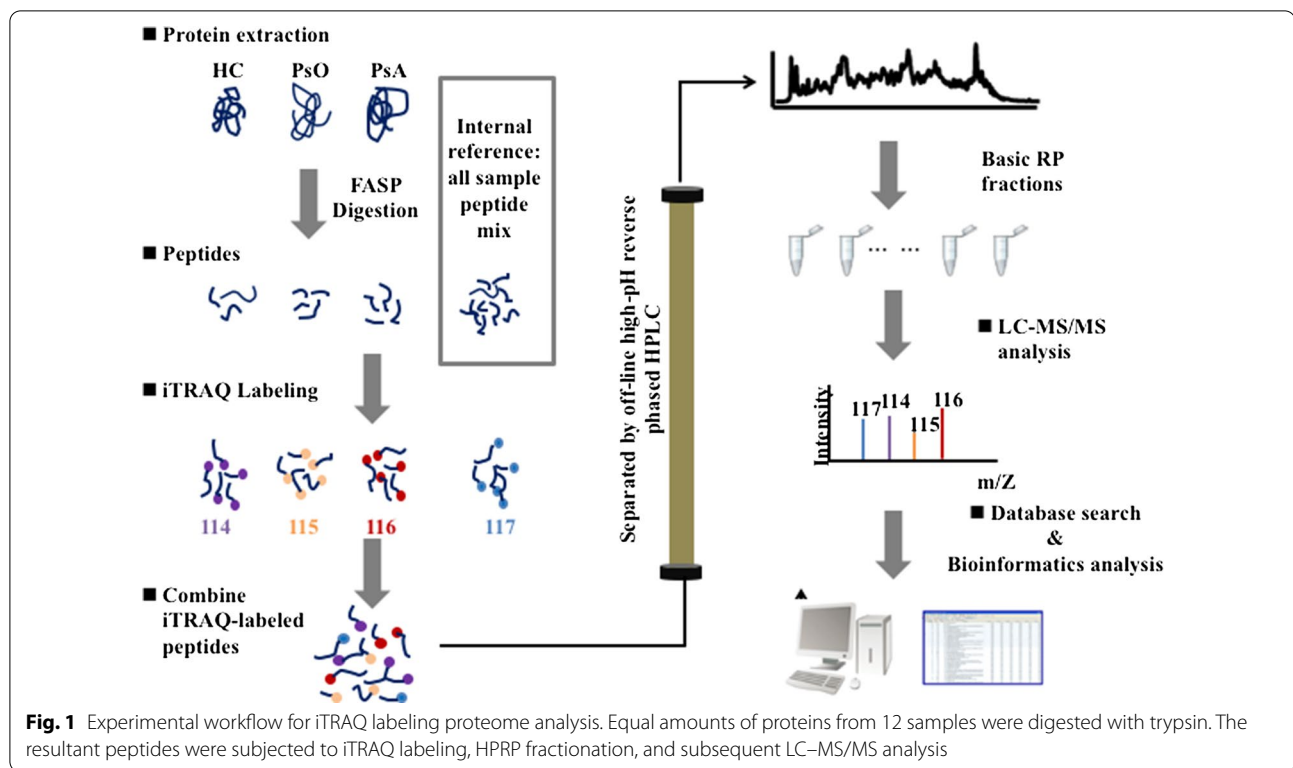 ■ Protein extraction
HC PsO PsA
FASP
Digestion
Internal
reference:
all sample
peptide
mix
■ Peptides
■ iTRAQ Labeling
114 115 116 117
■ Combine
iTRAQ-labeled
peptides
Separated by off-line high-pH reverse
phased HPLC
Basic RP
fractions
... ...
■ LC-MS/MS
analysis
Intensity
117 114 115 116
m/Z
■ Database search
&
Bioinformatics analysis
Fig. 1 Experimental workflow for iTRAQ labeling proteome analysis. Equal amounts of proteins from 12 samples were digested with trypsin. The
resultant peptides were subjected to iTRAQ labeling, HPRP fractionation, and subsequent LC–MS/MS analysis